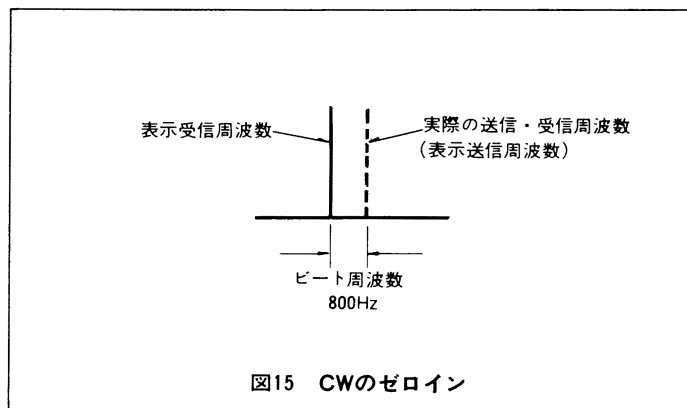 表示受信周波数
実際の送信・受信周波数
(表示送信周波数)
ビート周波数
800Hz
図15 CWのゼロイン